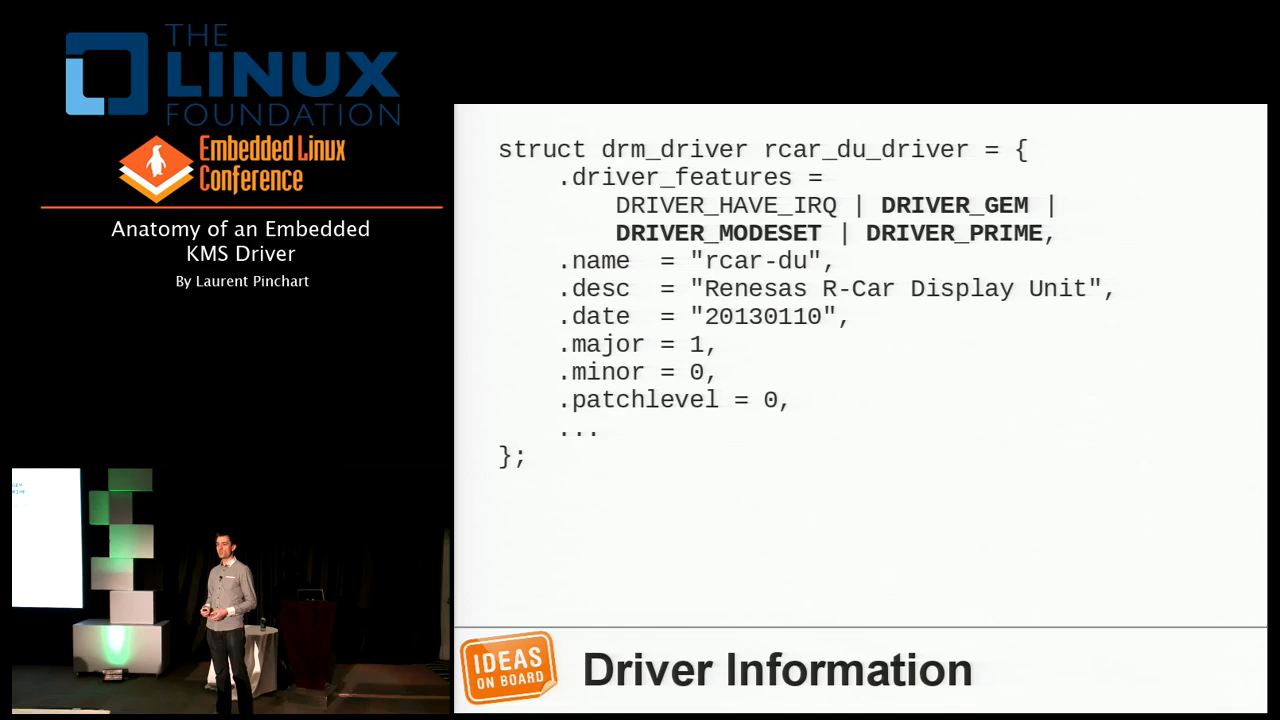 THE
LINUX
FOUNDATION
Embedded Linux
Conference
Anatomy of an Embedded
KMS Driver
By Laurent Pinchart
struct drm_driver rcar_du_driver = {
    .driver_features =
        DRIVER_HAVE_IRQ | DRIVER_GEM |
        DRIVER_MODESET | DRIVER_PRIME,
    .name  = "rcar-du",
    .desc  = "Renesas R-Car Display Unit",
    .date  = "20130110",
    .major = 1,
    .minor = 0,
    .patchlevel = 0,
    ...
};
IDEAS
ON BOARD
Driver Information